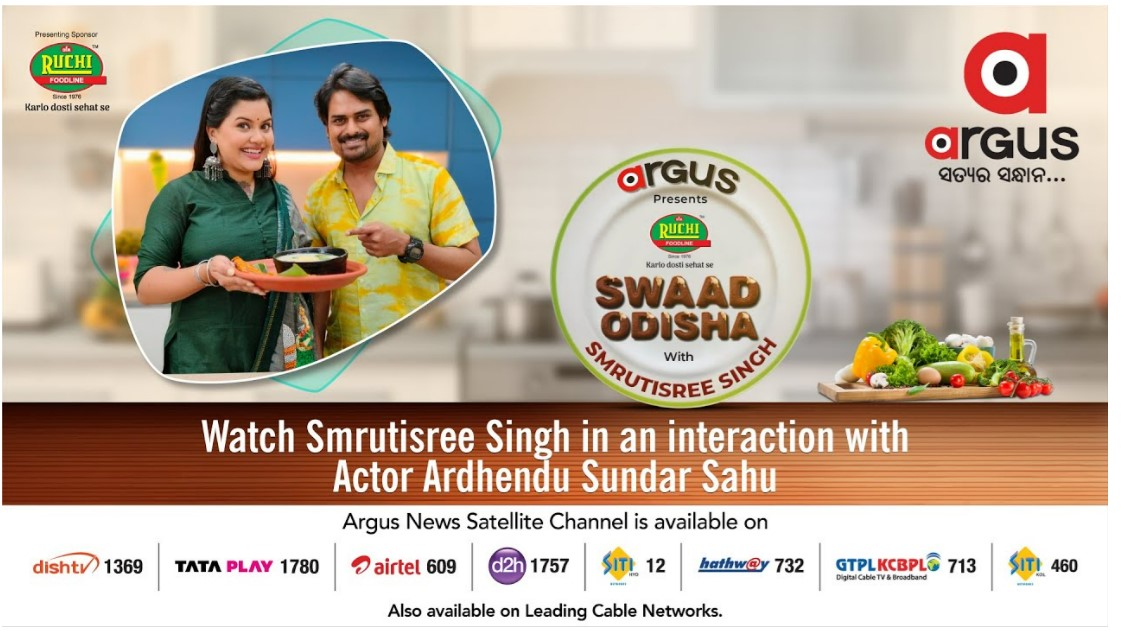 Presenting Sponsor
RUCHI
FOODLINE
Since 1976
Karlo dosti sehat se
argus
ସତ୍ୟର ସନ୍ଧାନ...
argus
Presents
RUCHI
FOODLINE
Since 1976
Karlo dosti sehat se
SWAAD
ODISHA
With
SMRUTISREE SINGH
Watch Smrutisree Singh in an interaction with
Actor Ardhendu Sundar Sahu
Argus News Satellite Channel is available on
dishtv 1369
TATA PLAY 1780
airtel 609
d2h 1757
SITI 12
hathw@y 732
GTPL KCBPL 713
Digital Cable TV & Broadband
SITI 460
Also available on Leading Cable Networks.